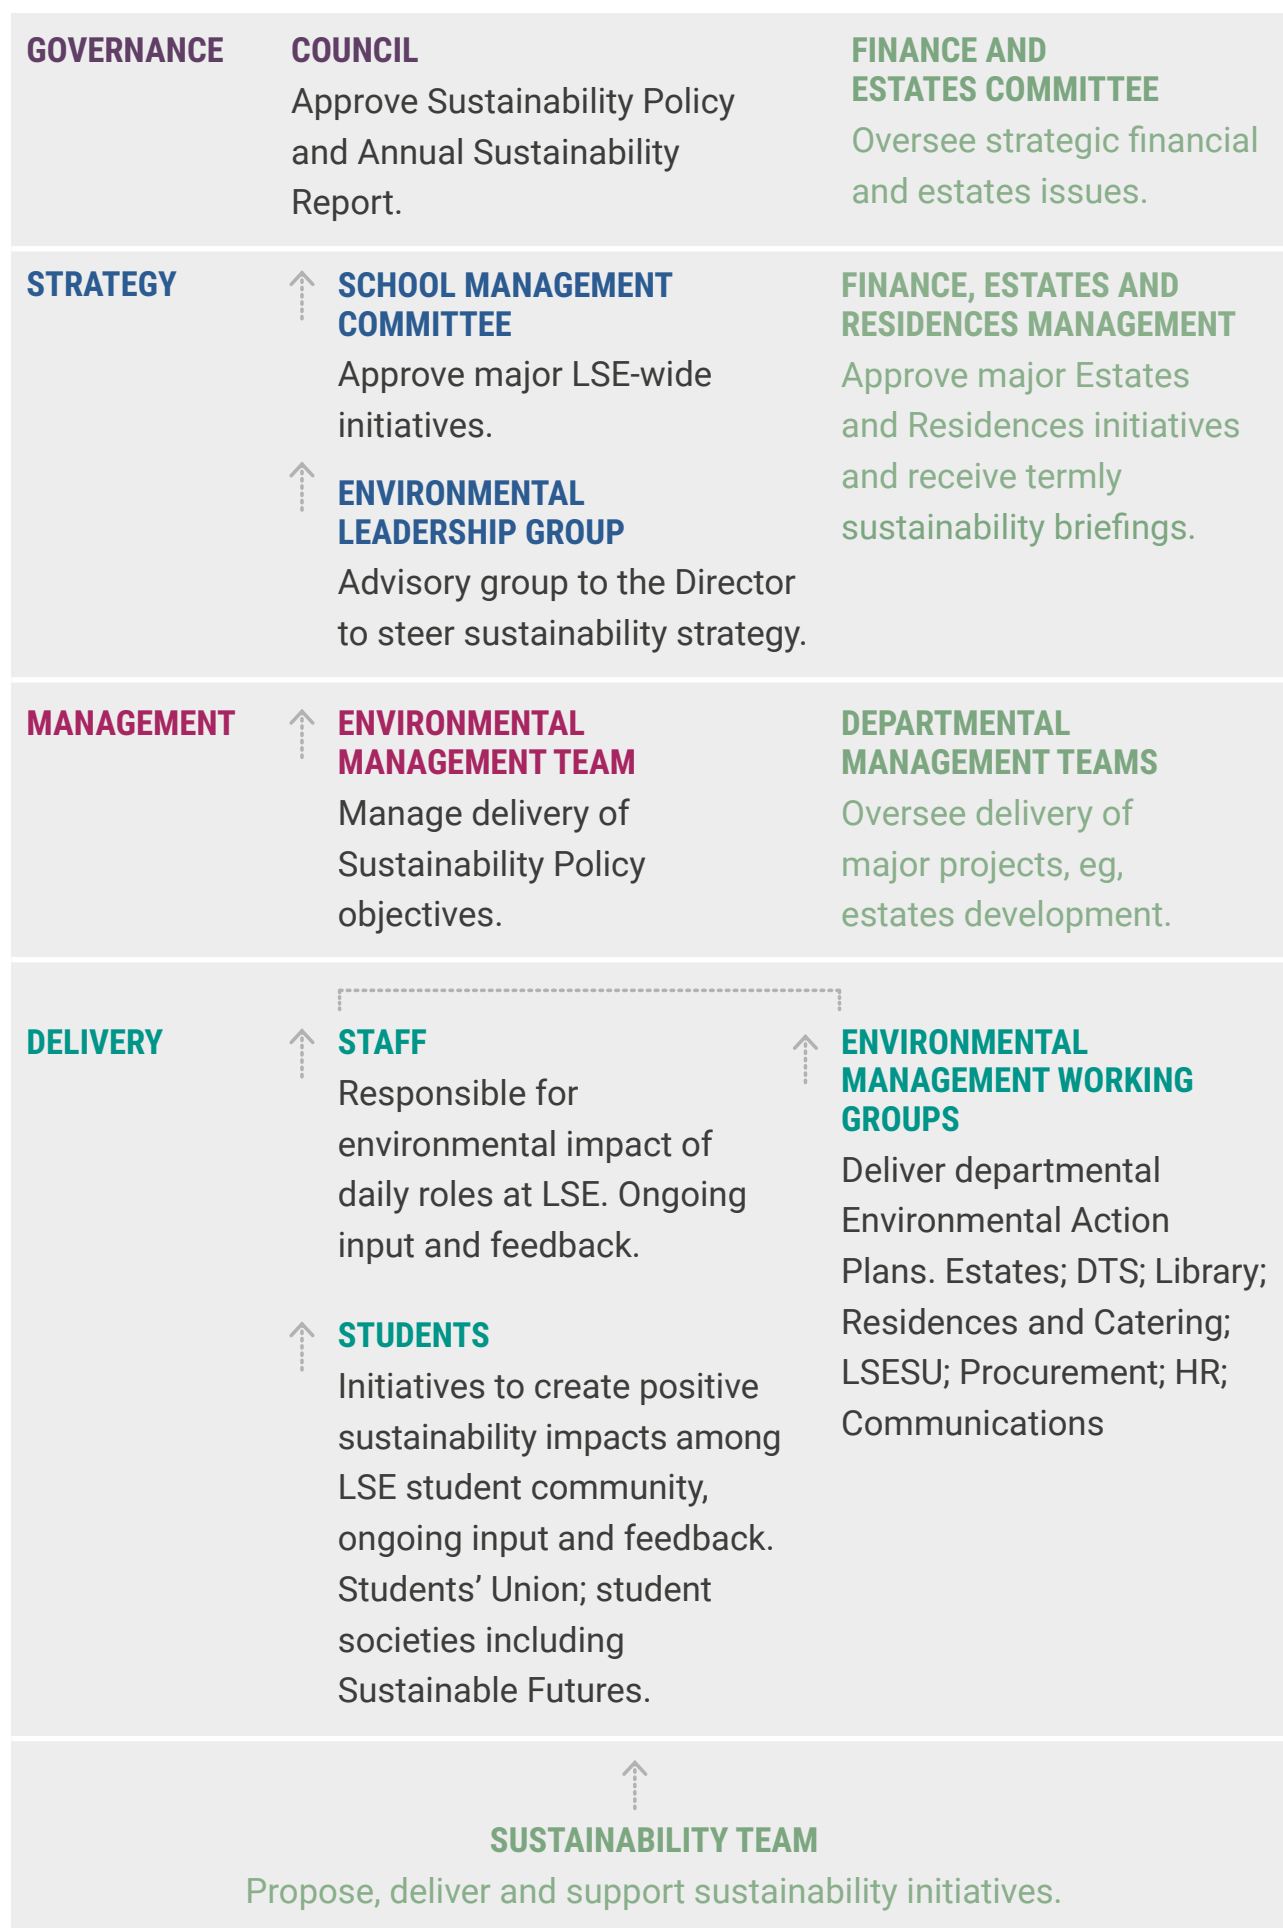 GOVERNANCE
COUNCIL
Approve Sustainability Policy
and Annual Sustainability
Report.
FINANCE AND
ESTATES COMMITTEE
Oversee strategic financial
and estates issues.
STRATEGY
SCHOOL MANAGEMENT
COMMITTEE
Approve major LSE-wide
initiatives.
ENVIRONMENTAL
LEADERSHIP GROUP
Advisory group to the Director
to steer sustainability strategy.
FINANCE, ESTATES AND
RESIDENCES MANAGEMENT
Approve major Estates
and Residences initiatives
and receive termly
sustainability briefings.
MANAGEMENT
ENVIRONMENTAL
MANAGEMENT TEAM
Manage delivery of
Sustainability Policy
objectives.
DEPARTMENTAL
MANAGEMENT TEAMS
Oversee delivery of
major projects, eg,
estates development.
DELIVERY
STAFF
Responsible for
environmental impact of
daily roles at LSE. Ongoing
input and feedback.
STUDENTS
Initiatives to create positive
sustainability impacts among
LSE student community,
ongoing input and feedback.
Students’ Union; student
societies including
Sustainable Futures.
ENVIRONMENTAL
MANAGEMENT WORKING
GROUPS
Deliver departmental
Environmental Action
Plans. Estates; DTS; Library;
Residences and Catering;
LSESU; Procurement; HR;
Communications
SUSTAINABILITY TEAM
Propose, deliver and support sustainability initiatives.